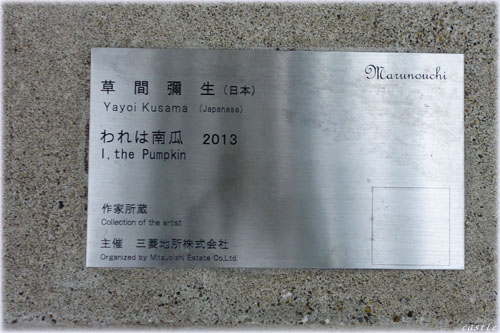 Marunouchi
草間 彌生(日本)
Yayoi Kusama (Japanese)
われは南瓜 2013
I, the Pumpkin
作家所蔵
Collection of the artist
主催 三菱地所株式会社
Organized by Mitsubishi Estate Co,Ltd
castle